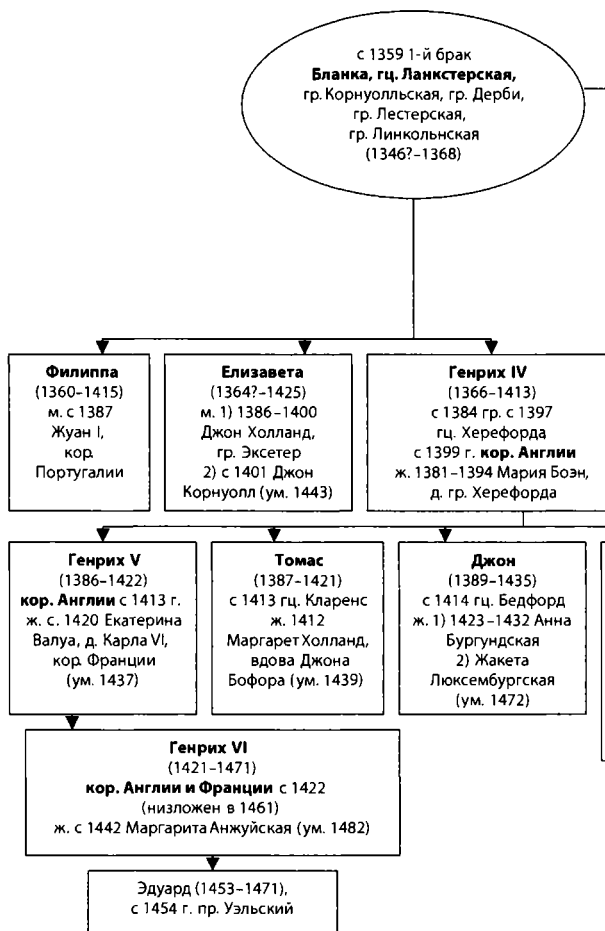 с 1359 1-й брак
Бланка, гц. Ланкстерская,
гр. Корнуолльская, гр. Дерби,
гр. Лестерская,
гр. Линкольнская
(1346?–1368)
Филиппа
(1360–1415)
м. с 1387
Жуан I,
кор.
Португалии
Елизавета
(1364?–1425)
м. 1) 1386–1400
Джон Холланд,
гр. Эксетер
2) с 1401 Джон
Корнуолл (ум. 1443)
Генрих IV
(1366–1413)
с 1384 гр. с 1397
гц. Херефорда
с 1399 г. кор. Англии
ж. 1381–1394 Мария Боэн,
д. гр. Херефорда
Генрих V
(1386–1422)
кор. Англии с 1413 г.
ж. с. 1420 Екатерина
Валуа, д. Карла VI,
кор. Франции
(ум. 1437)
Томас
(1387–1421)
с 1413 гц. Кларенс
ж. 1412
Маргарет Холланд,
вдова Джона
Бофора (ум. 1439)
Джон
(1389–1435)
с 1414 гц. Бедфорд
ж. 1) 1423–1432 Анна
Бургундская
2) Жакета
Люксембургская
(ум. 1472)
Генрих VI
(1421–1471)
кор. Англии и Франции с 1422
(низложен в 1461)
ж. с 1442 Маргарита Анжуйская (ум. 1482)
Эдуард (1453–1471),
с 1454 г. пр. Уэльский